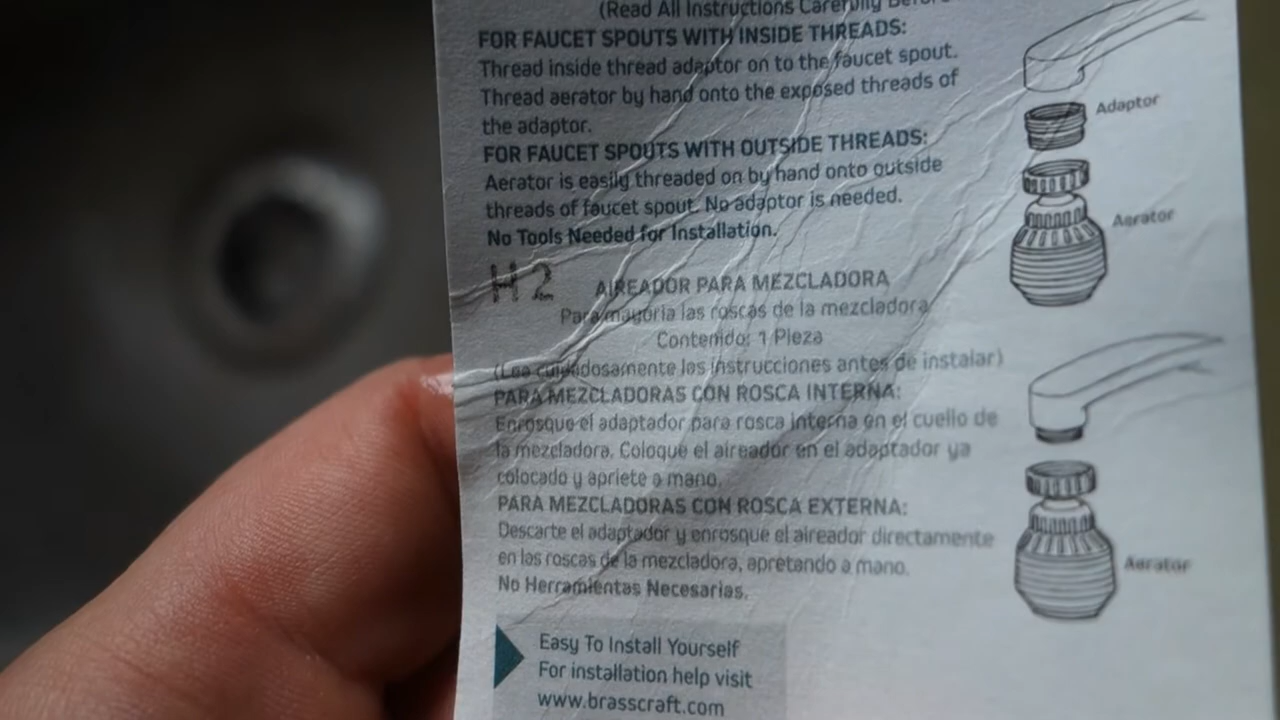 (Read All Instructions Carefully Before
FOR FAUCET SPOUTS WITH INSIDE THREADS:
Thread inside thread adaptor on to the faucet spout.
Thread aerator by hand onto the exposed threads of
the adaptor.
Adaptor
FOR FAUCET SPOUTS WITH OUTSIDE THREADS:
Aerator is easily threaded on by hand onto outside
threads of faucet spout. No adaptor is needed.
No Tools Needed for Installation.
Aerator
H2
AIREADOR PARA MEZCLADORA
Para mayoria las roscas de la mezcladora
Contenido: 1 Pieza
(Lea cuidadosamente las instrucciones antes de instalar)
PARA MEZCLADORAS CON ROSCA INTERNA:
Enrosque el adaptador para rosca interna en el cuello de
la mezcladora. Coloque el aireador en el adaptador ya
colocado y apriete a mano.
PARA MEZCLADORAS CON ROSCA EXTERNA:
Descarte el adaptador y enrosque el aireador directamente
en las roscas de la mezcladora, apretando a mano.
No Herramientas Necesarias.
Aerator
Easy To Install Yourself
For installation help visit
www.brasscraft.com